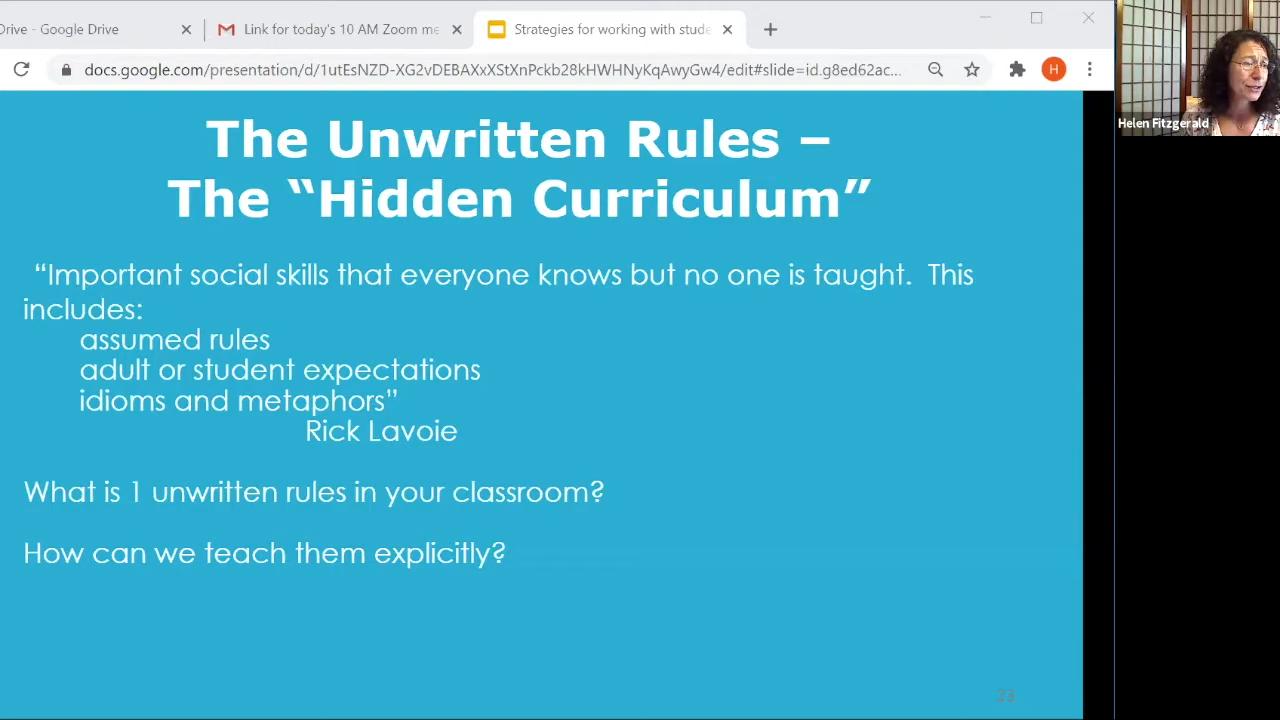 Drive - Google Drive
Link for today's 10 AM Zoom me
Strategies for working with stude
docs.google.com/presentation/d/1utEeNZD-XG2vDEBAXxXStXnPckb28kHWHNyKqAwyGw4/edit#slide=id.g8ed62ac...
H
Helen Fitzgerald
The Unwritten Rules –
The “Hidden Curriculum”
“Important social skills that everyone knows but no one is taught. This
includes:
assumed rules
adult or student expectations
idioms and metaphors”
Rick Lavoie
What is 1 unwritten rules in your classroom?
How can we teach them explicitly?
33